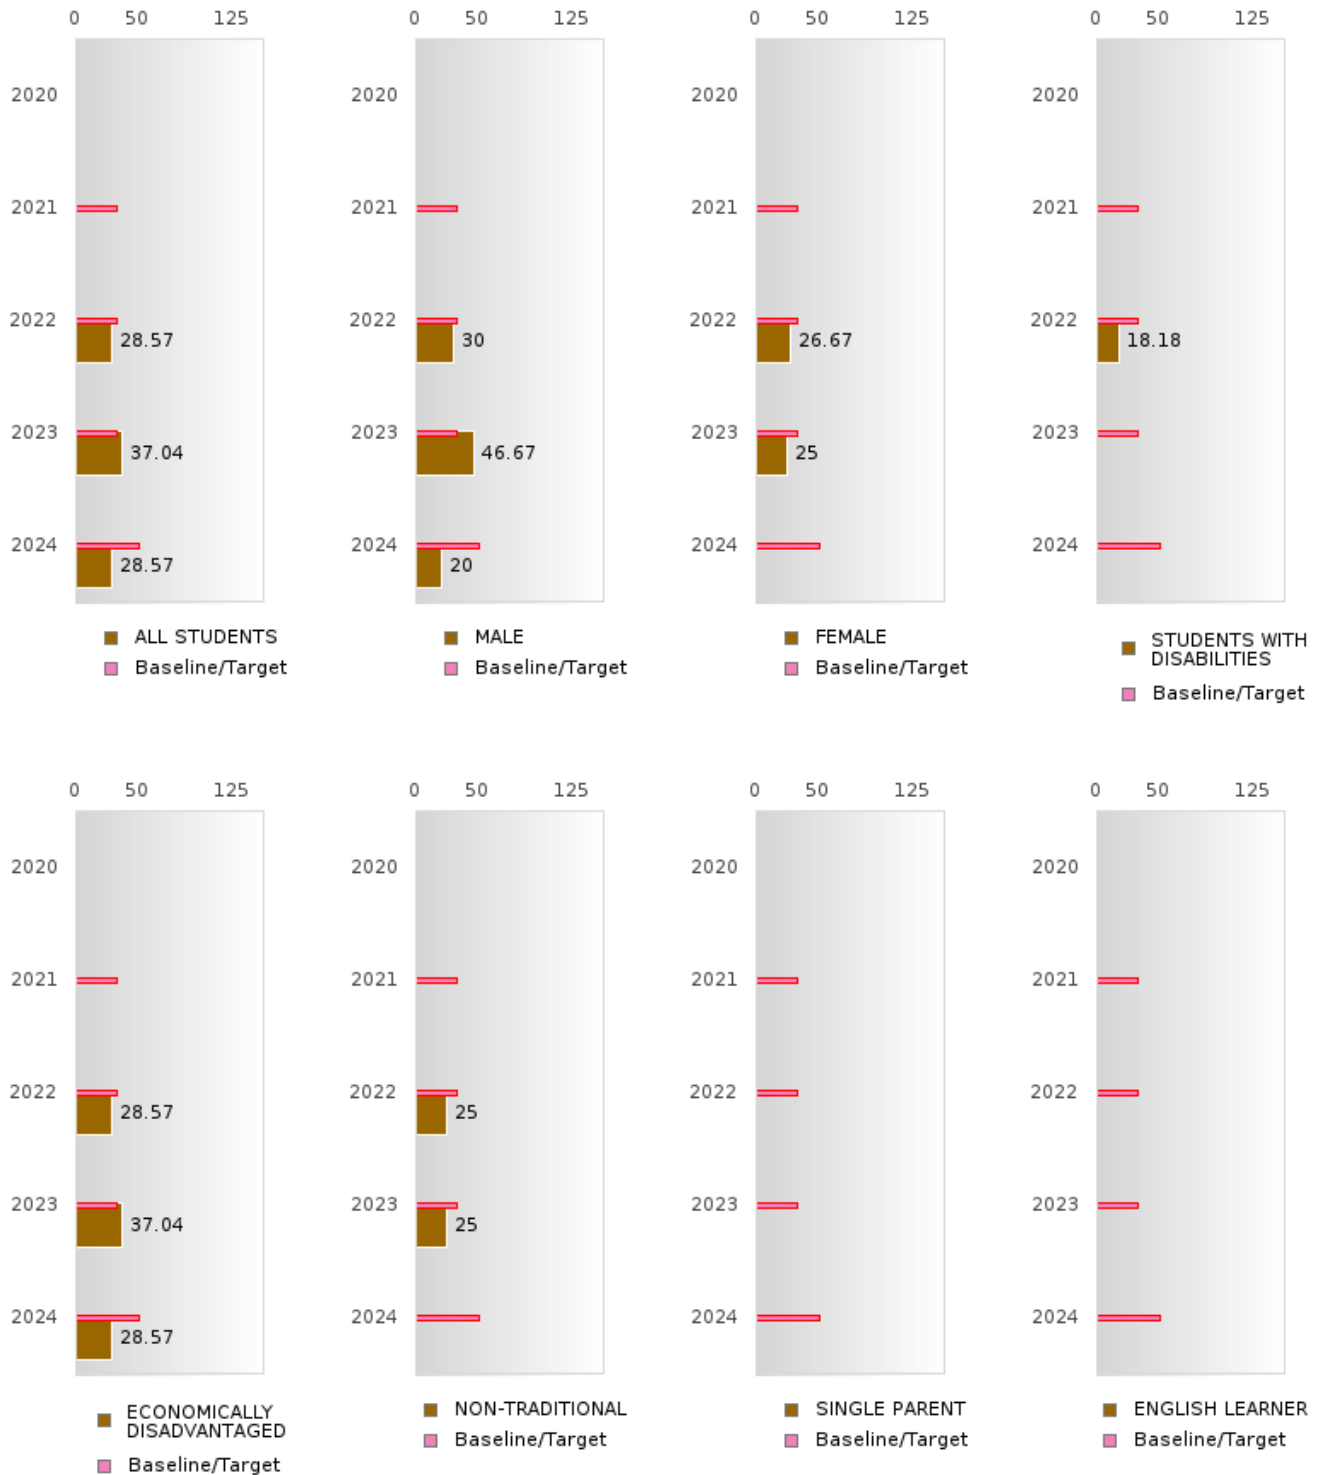 0 50 125
2020
2021
2022
28.57
2023
37.04
2024
28.57
ALL STUDENTS
Baseline/Target
0 50 125
2020
2021
2022
30
2023
46.67
2024
20
MALE
Baseline/Target
0 50 125
2020
2021
2022
26.67
2023
25
2024
FEMALE
Baseline/Target
0 50 125
2020
2021
2022
18.18
2023
2024
STUDENTS WITH
DISABILITIES
Baseline/Target
0 50 125
2020
2021
2022
28.57
2023
37.04
2024
28.57
ECONOMICALLY
DISADVANTAGED
Baseline/Target
0 50 125
2020
2021
2022
25
2023
25
2024
NON-TRADITIONAL
Baseline/Target
0 50 125
2020
2021
2022
2023
2024
SINGLE PARENT
Baseline/Target
0 50 125
2020
2021
2022
2023
2024
ENGLISH LEARNER
Baseline/Target